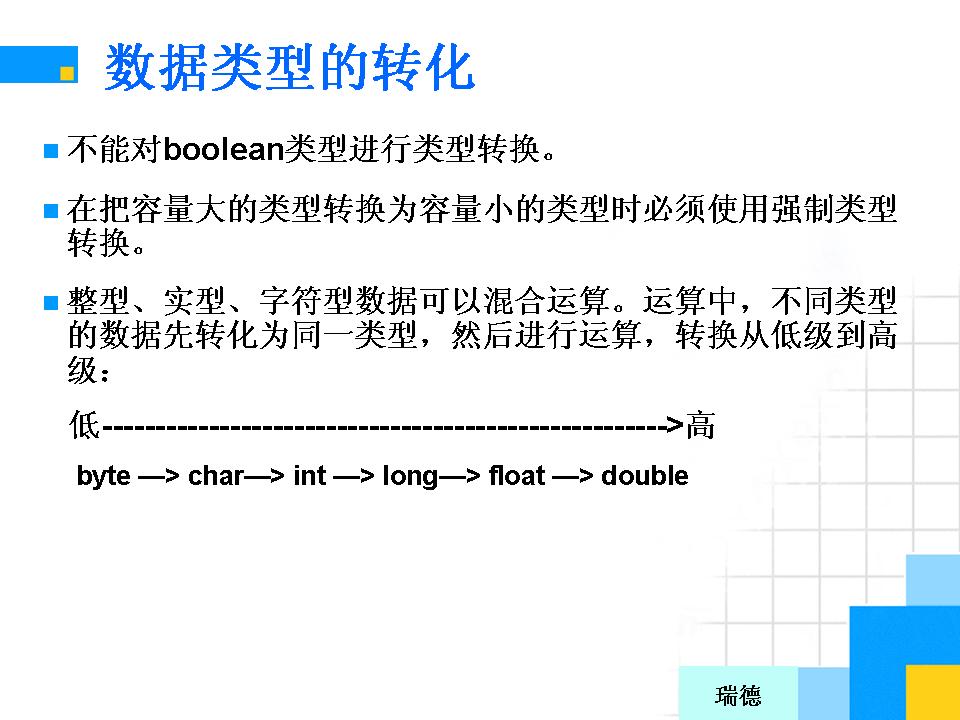 数据类型的转化
不能对boolean类型进行类型转换。
在把容量大的类型转换为容量小的类型时必须使用强制类型
转换。
整型、实型、字符型数据可以混合运算。运算中，不同类型
的数据先转化为同一类型，然后进行运算，转换从低级到高
级：
低------------------------------------------------------>高
byte —> char—> int —> long—> float —> double
瑞德